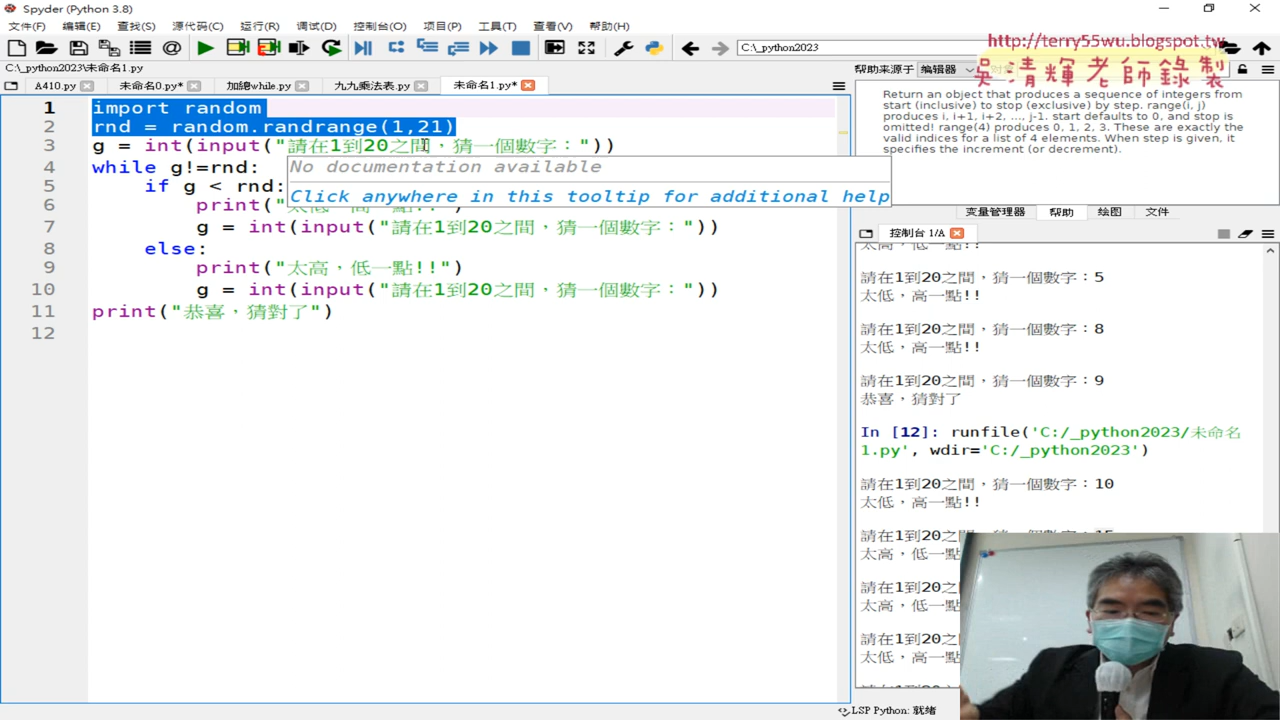 Spyder (Python 3.8)
文件(F) 编辑(E) 查找(S) 源代码(C) 运行(R) 调试(D) 控制台(O) 项目(P) 工具(T) 查看(V) 帮助(H)
C:\_python2023
http://terry55wu.blogspot.tw
吳清輝老師錄製
C:\_python2023\未命名1.py
帮助来源于 编辑器
A410.py 未命名0.py* 加總while.py 九九乘法表.py 未命名1.py*
1 import random
2 rnd = random.randrange(1,21)
3 g = int(input("請在1到20之間，猜一個數字："))
4 while g!=rnd:
No documentation available
5 if g < rnd:
Click anywhere in this tooltip for additional help
6 print("太低，高一點!!")
7 g = int(input("請在1到20之間，猜一個數字："))
8 else:
9 print("太高，低一點!!")
10 g = int(input("請在1到20之間，猜一個數字："))
11 print("恭喜，猜對了")
12
Return an object that produces a sequence of integers from
start (inclusive) to stop (exclusive) by step. range(i, j)
produces i, i+1, i+2, ..., j-1. start defaults to 0, and stop is
omitted! range(4) produces 0, 1, 2, 3. These are exactly the
valid indices for a list of 4 elements. When step is given, it
specifies the increment (or decrement).
变量管理器 帮助 绘图 文件
控制台 1/A
太低，高一點!!
請在1到20之間，猜一個數字：5
太低，高一點!!
請在1到20之間，猜一個數字：8
太低，高一點!!
請在1到20之間，猜一個數字：9
恭喜，猜對了
In [12]: runfile('C:/_python2023/未命名
1.py', wdir='C:/_python2023')
請在1到20之間，猜一個數字：10
太低，高一點!!
請在1到20之間，猜一個數字：15
太高，低一
請在1到20之
太高，低一
請在1到20之
太低，高一
LSP Python: 就绪